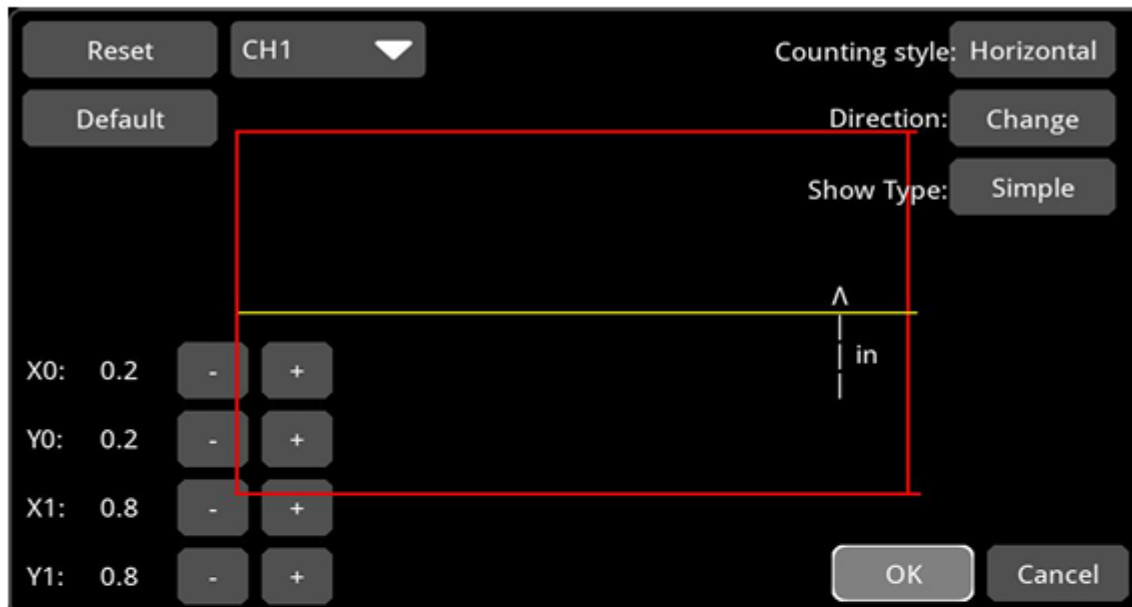 Reset CH1 Counting style: Horizontal
Default Direction: Change
Show Type: Simple
in
X0: 0.2 - +
Y0: 0.2 - +
X1: 0.8 - +
Y1: 0.8 - +
OK Cancel